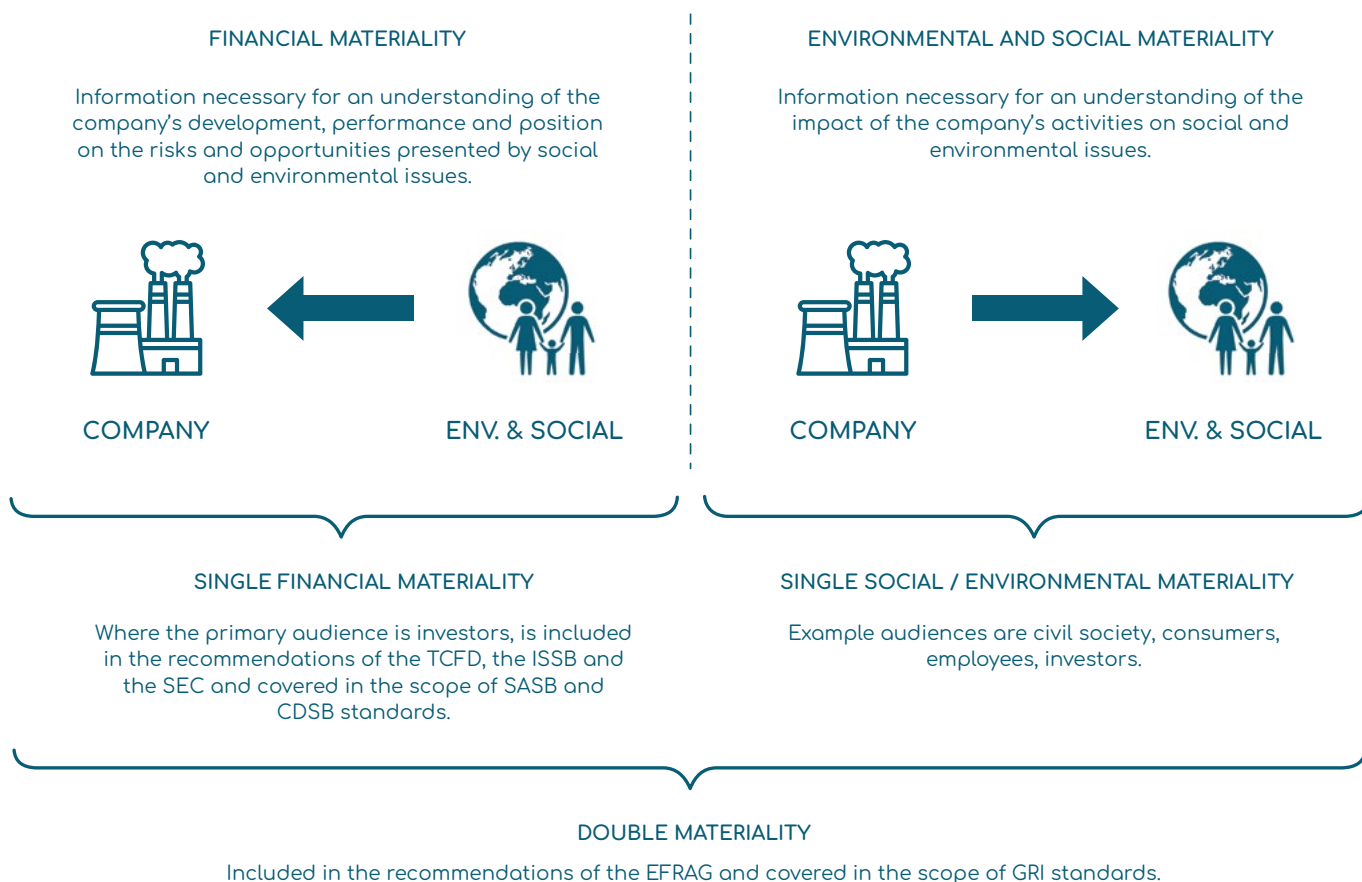 FINANCIAL MATERIALITY
Information necessary for an understanding of the
company's development, performance and position
on the risks and opportunities presented by social
and environmental issues.
COMPANY
ENV. & SOCIAL
ENVIRONMENTAL AND SOCIAL MATERIALITY
Information necessary for an understanding of the
impact of the company's activities on social and
environmental issues.
COMPANY
ENV. & SOCIAL
SINGLE FINANCIAL MATERIALITY
Where the primary audience is investors, is included
in the recommendations of the TCFD, the ISSB and
the SEC and covered in the scope of SASB and
CDSB standards.
SINGLE SOCIAL / ENVIRONMENTAL MATERIALITY
Example audiences are civil society, consumers,
employees, investors.
DOUBLE MATERIALITY
Included in the recommendations of the EFRAG and covered in the scope of GRI standards.